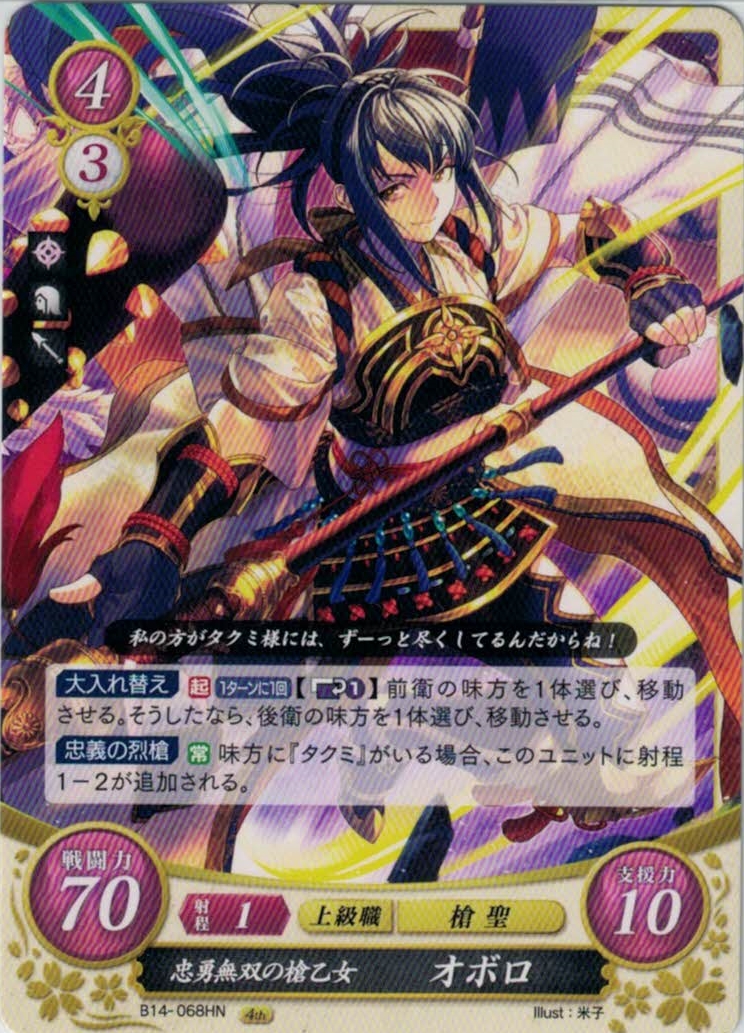 4
3
私の方がタクミ様には、ずーっと尽くしてるんだからね！
大入れ替え 起 1ターンに1回【1】前衛の味方を1体選び、移動
させる。そうしたなら、後衛の味方を1体選び、移動させる。
忠義の烈槍 常 味方に『タクミ』がいる場合、このユニットに射程
1－2が追加される。
戦闘力
70
射程 1 上級職 槍聖
支援力
10
忠勇無双の槍乙女 オボロ
B14-068HN 4th Illust：米子